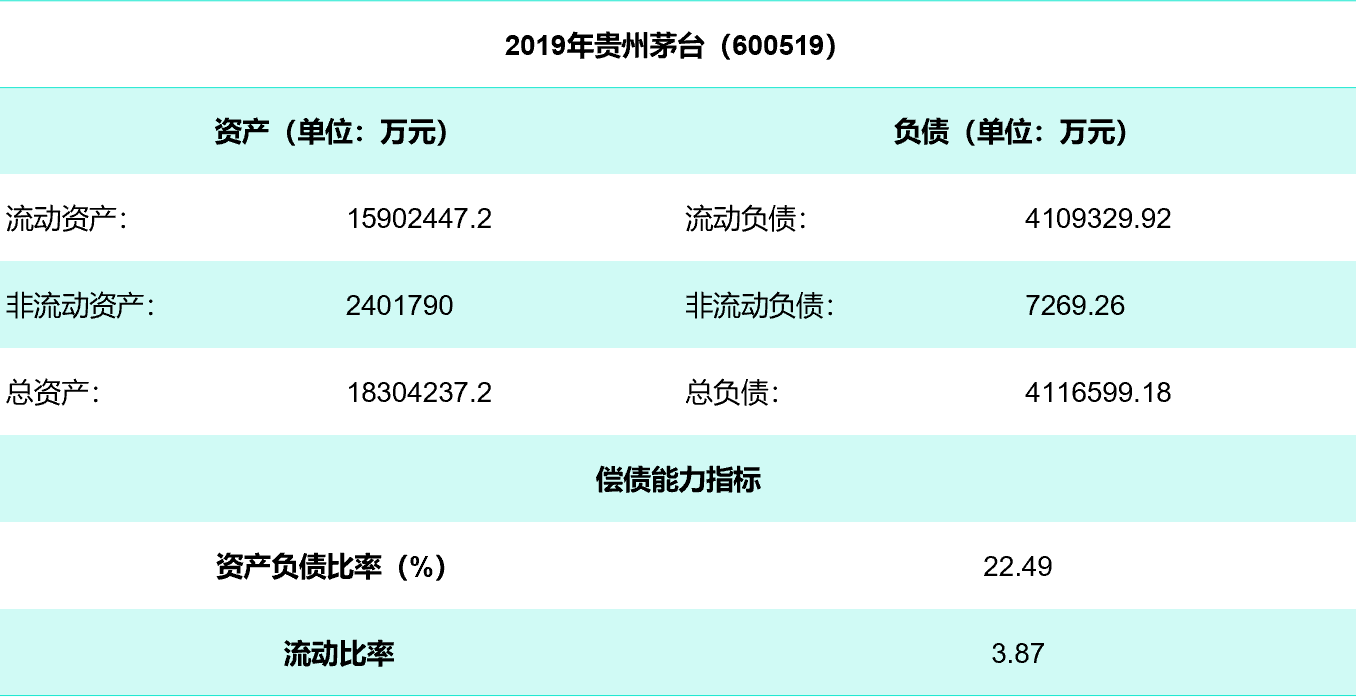 2019年贵州茅台（600519）
资产（单位：万元） 负债（单位：万元）
流动资产： 15902447.2 流动负债： 4109329.92
非流动资产： 2401790 非流动负债： 7269.26
总资产： 18304237.2 总负债： 4116599.18
偿债能力指标
资产负债比率（%） 22.49
流动比率 3.87